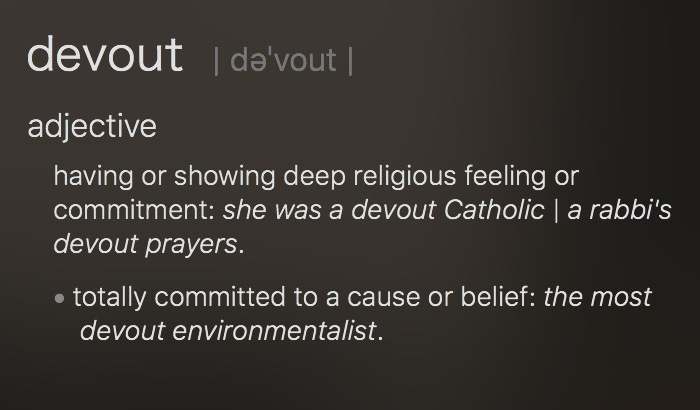 devout | dəˈvout |
adjective
having or showing deep religious feeling or
commitment: she was a devout Catholic | a rabbi's
devout prayers.
• totally committed to a cause or belief: the most
devout environmentalist.